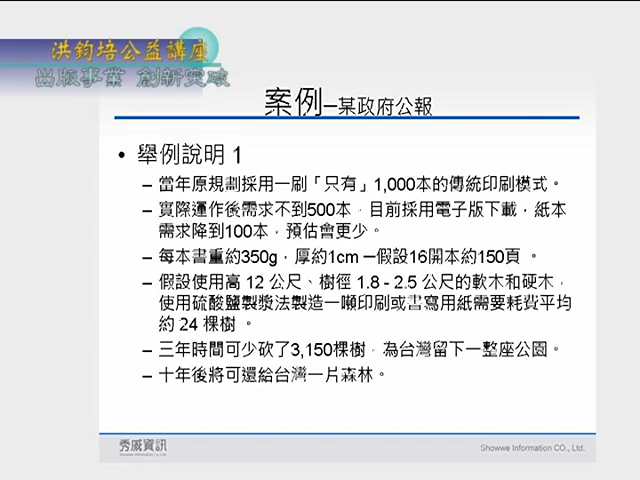 洪鈞培公益講座
出版事業 創新突破
案例–某政府公報
• 舉例說明 1
– 當年原規劃採用一刷「只有」1,000本的傳統印刷模式。
– 實際運作後需求不到500本，目前採用電子版下載，紙本
需求降到100本，預估會更少。
– 每本書重約350g，厚約1cm ─假設16開本約150頁 。
– 假設使用高 12 公尺、樹徑 1.8 - 2.5 公尺的軟木和硬木，
使用硫酸鹽製漿法製造一噸印刷或書寫用紙需要耗費平均
約 24 棵樹 。
– 三年時間可少砍了3,150棵樹，為台灣留下一整座公園。
– 十年後將可還給台灣一片森林。
秀威資訊
Showwe Information CO., Ltd.